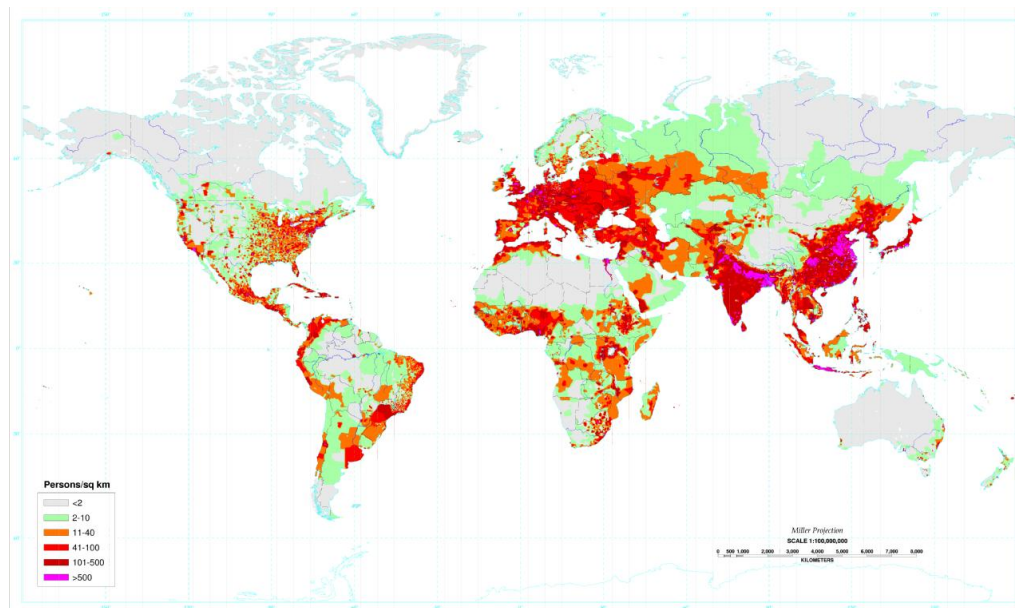 Persons/sq km
<2
2-10
11-40
41-100
101-500
>500
Miller Projection
SCALE 1:100,000,000
0 500 1,000 2,000 3,000 4,000 5,000 6,000 7,000 8,000
KILOMETERS